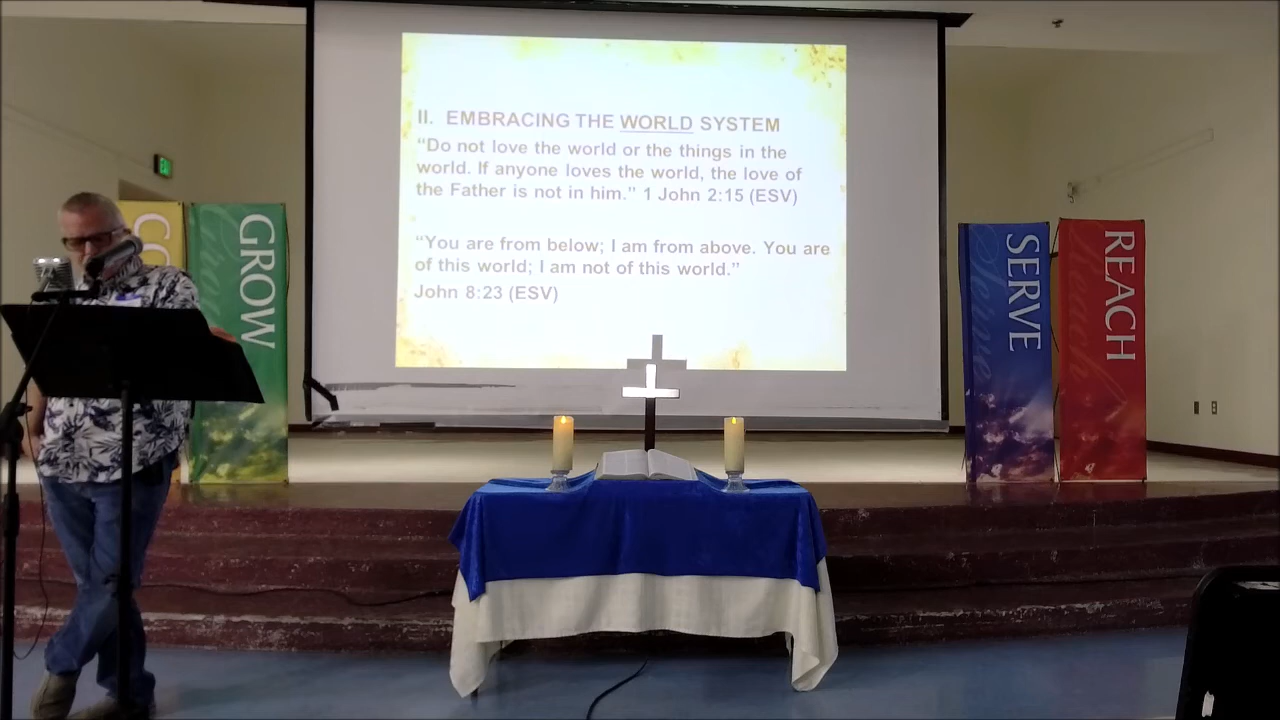 II. EMBRACING THE WORLD SYSTEM
“Do not love the world or the things in the
world. If anyone loves the world, the love of
the Father is not in him.” 1 John 2:15 (ESV)
“You are from below; I am from above. You are
of this world; I am not of this world.”
John 8:23 (ESV)
GROW
SERVE
REACH